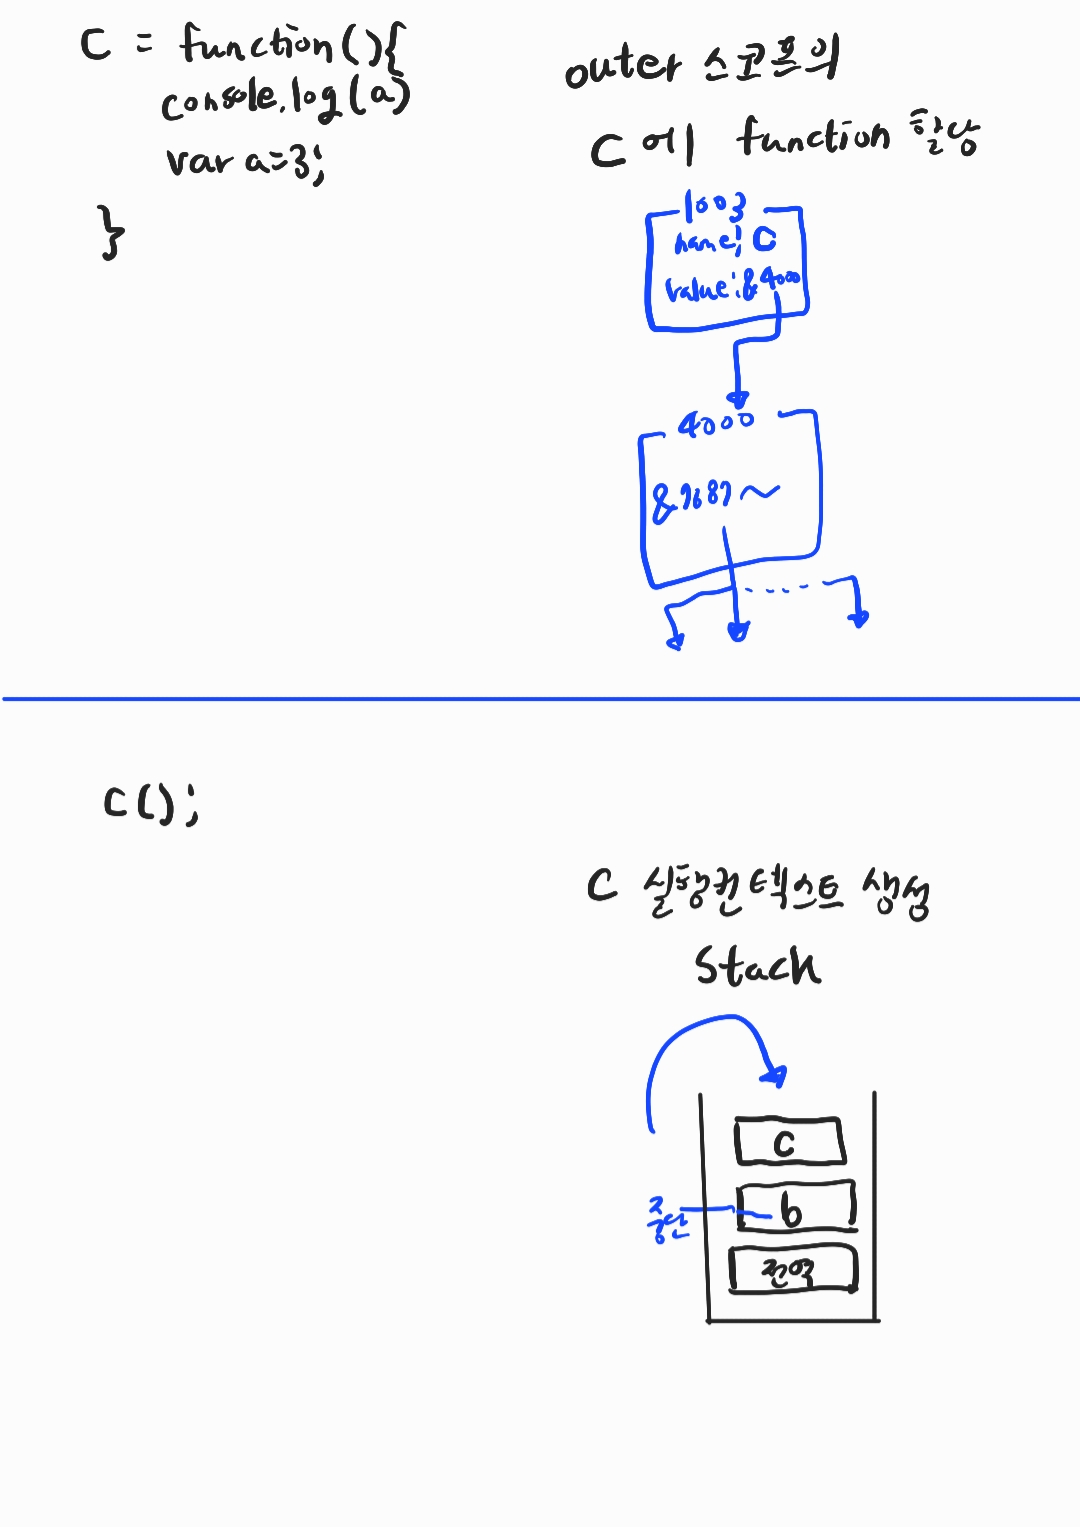 c = function(){
console.log(a)
var a=3;
}
outer 스코프의
c 에 function 할당
1003
name: c
value: &4000
4000
&7687~
c();
c 실행컨텍스트 생성
Stack
c
중단
b
전역